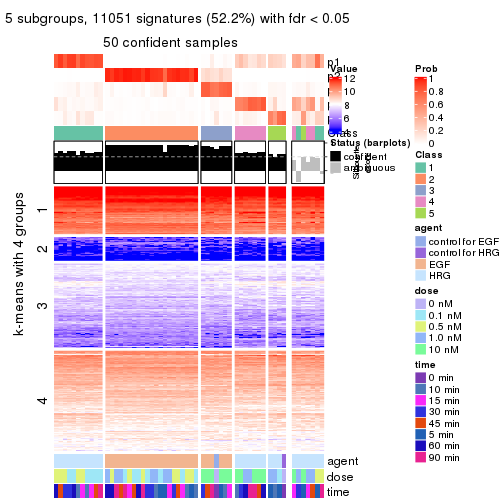 5 subgroups, 11051 signatures (52.2%) with fdr < 0.05
50 confident samples
p1
Class
k-means with 4 groups
1
2
3
4
agent
dose
time
Value
12
10
8
6
Status (barplots)
confident
ambiguous
Prob
1
0.8
0.6
0.4
0.2
0
Class
1
2
3
4
5
agent
control for EGF
control for HRG
EGF
HRG
dose
0 nM
0.1 nM
0.5 nM
1.0 nM
10 nM
time
0 min
10 min
15 min
30 min
45 min
5 min
60 min
90 min